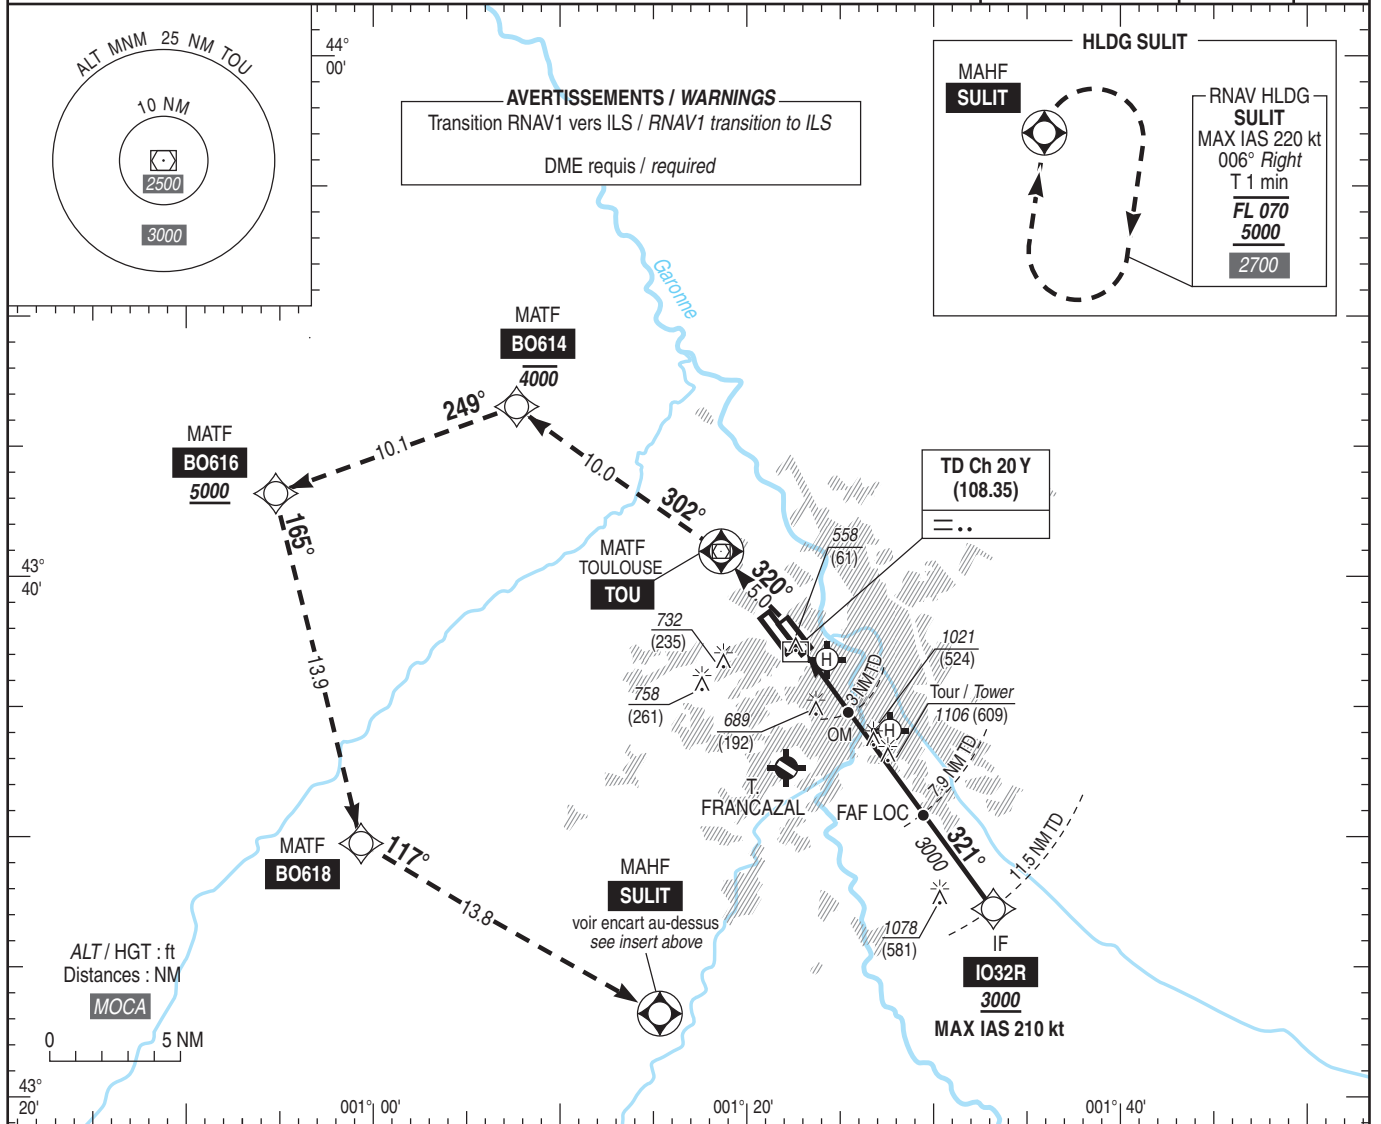 ALT MNM 25 NM TOU
10 NM
2500
3000
44°
00'
AVERTISSEMENTS / WARNINGS
Transition RNAV1 vers ILS / RNAV1 transition to ILS
DME requis / required
HLDG SULIT
MAHF
SULIT
RNAV HLDG
SULIT
MAX IAS 220 kt
006° Right
T 1 min
FL 070
5000
2700
Garonne
MATF
BO614
4000
249°
10.1
MATF
BO616
5000
10.0
302°
165°
TD Ch 20 Y
(108.35)
MATF
TOULOUSE
TOU
320°
5.0
558
(61)
43°
40'
732
(235)
758
(261)
689
(192)
H
3 NM TD
1021
(524)
Tour / Tower
1106 (609)
OM
H
13.9
T.
FRANCAZAL
FAF LOC
7.9 NM TD
321°
3000
11.5 NM TD
MATF
BO618
117°
13.8
MAHF
SULIT
voir encart au-dessus
see insert above
1078
(581)
IF
IO32R
3000
MAX IAS 210 kt
ALT / HGT : ft
Distances : NM
MOCA
0 5 NM
43°
20'
001° 00'
001° 20'
001° 40'